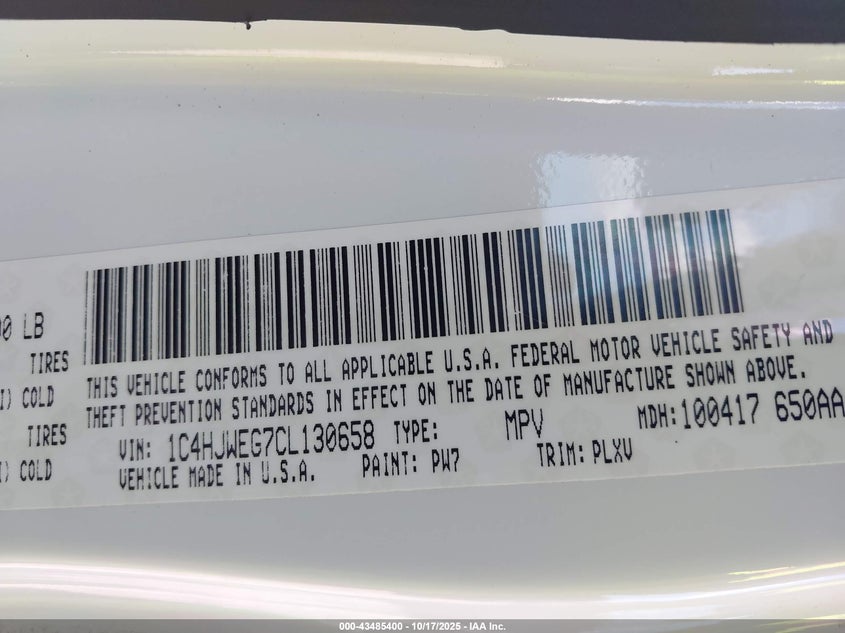 00 LB
TIRES
I) COLD
TIRES
I) COLD
THIS VEHICLE CONFORMS TO ALL APPLICABLE U.S.A. FEDERAL MOTOR VEHICLE SAFETY AND
THEFT PREVENTION STANDARDS IN EFFECT ON THE DATE OF MANUFACTURE SHOWN ABOVE.
VIN: 1C4HJWEG7CL130658 TYPE: MPV MDH:100417 650AA
VEHICLE MADE IN U.S.A. PAINT: PW7 TRIM: PLXV
000-43485400 - 10/17/2025 - IAA Inc.